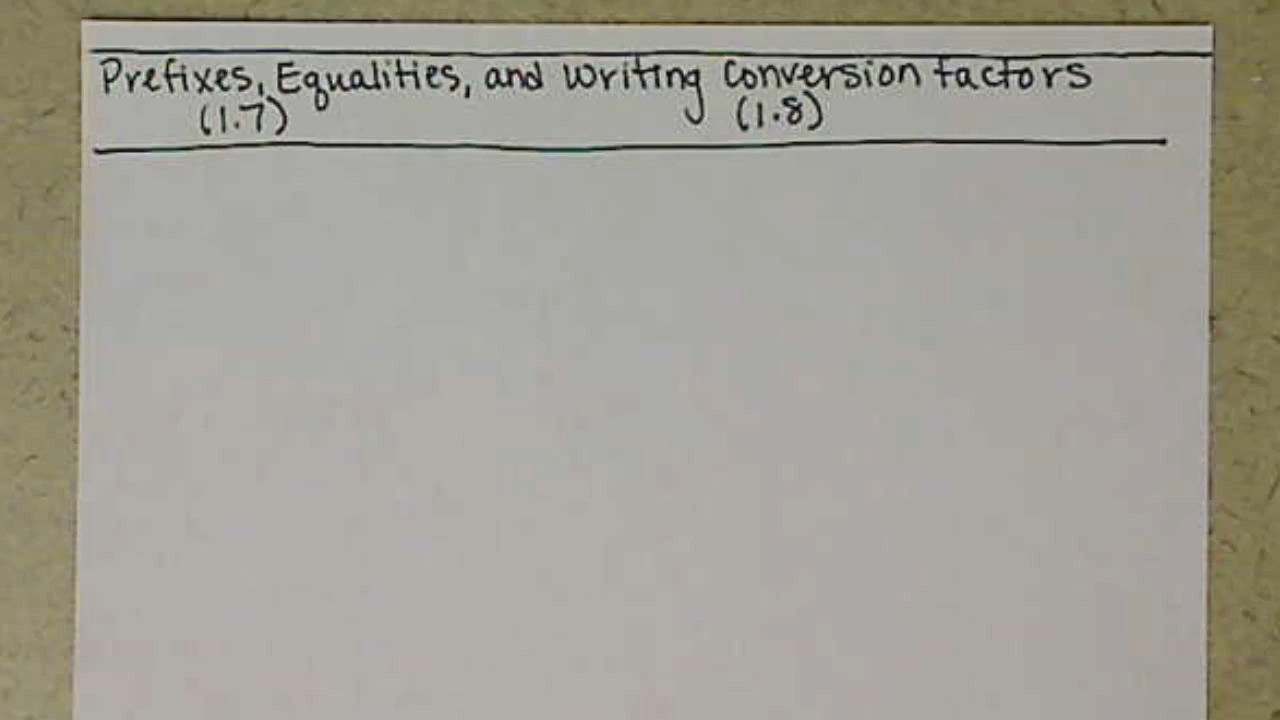 Prefixes, Equalities, and writing conversion factors
(1.7) (1.8)